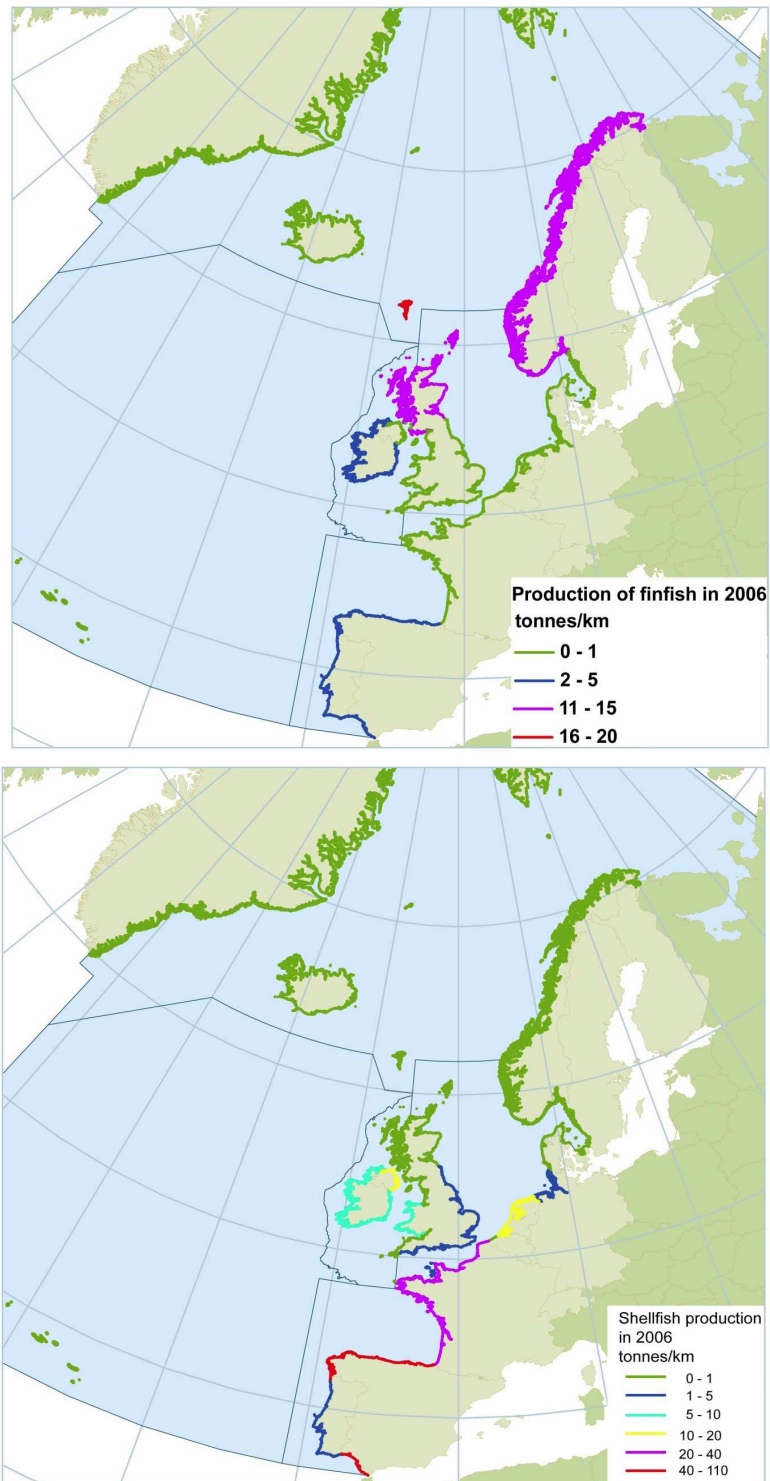 Production of finfish in 2006
tonnes/km
0 - 1
2 - 5
11 - 15
16 - 20
Shellfish production
in 2006
tonnes/km
0 - 1
1 - 5
5 - 10
10 - 20
20 - 40
40 - 110